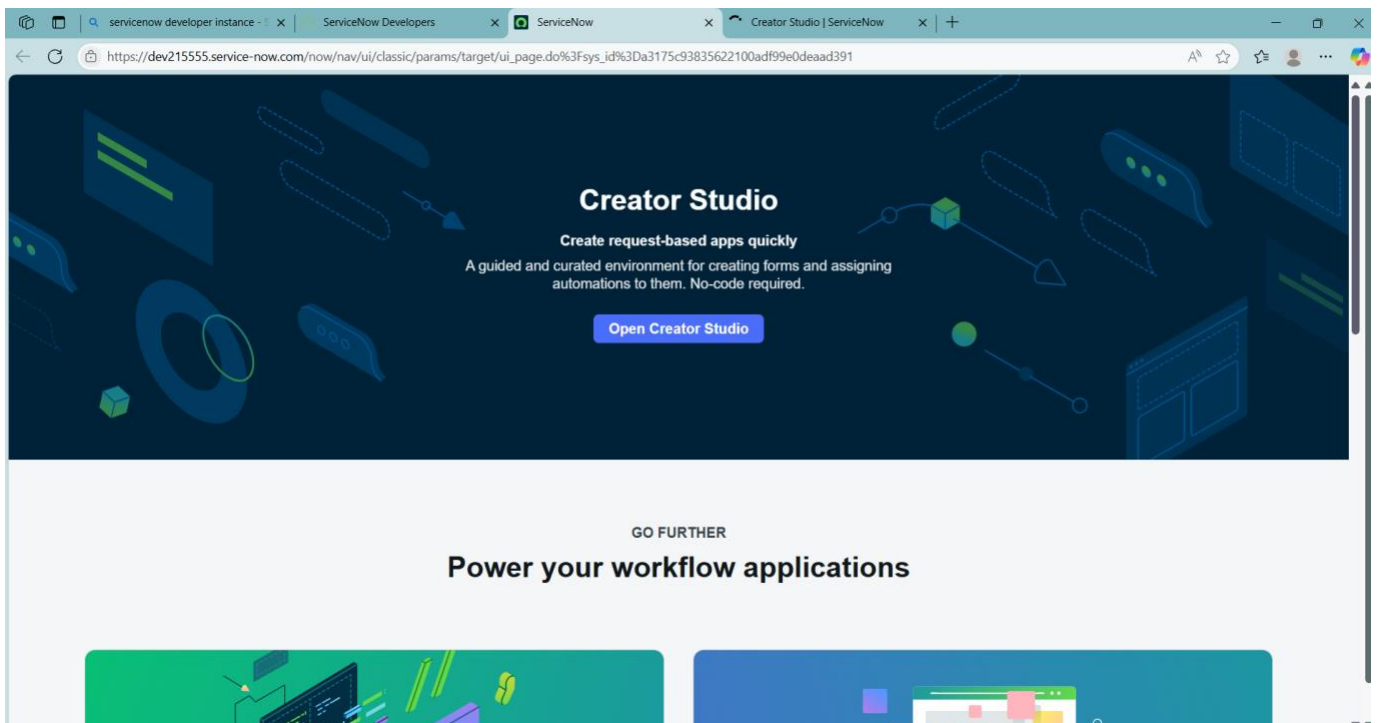 servicenow developer instance - S
ServiceNow Developers
ServiceNow
Creator Studio | ServiceNow
https://dev215555.service-now.com/now/nav/ui/classic/params/target/ui_page.do%3Fsys_id%3Da3175c93835622100adf99e0deaad391
Creator Studio
Create request-based apps quickly
A guided and curated environment for creating forms and assigning
automations to them. No-code required.
Open Creator Studio
GO FURTHER
Power your workflow applications